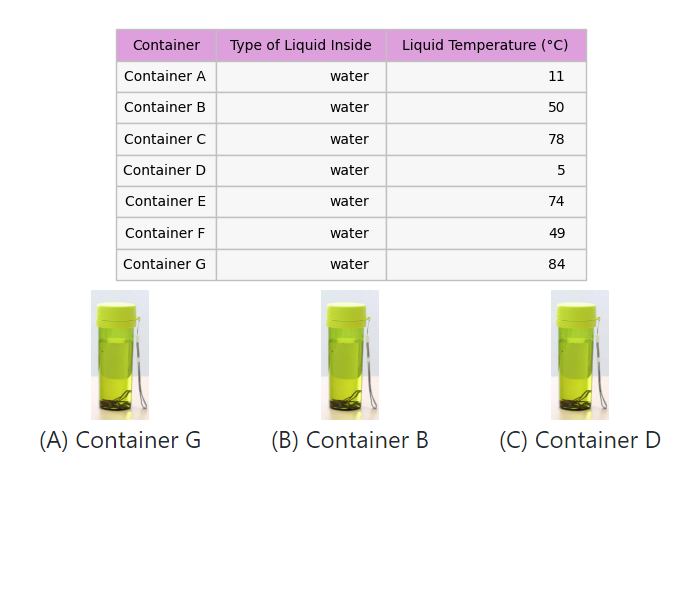 Container Type of Liquid Inside Liquid Temperature (°C)
Container A water 11
Container B water 50
Container C water 78
Container D water 5
Container E water 74
Container F water 49
Container G water 84
(A) Container G (B) Container B (C) Container D